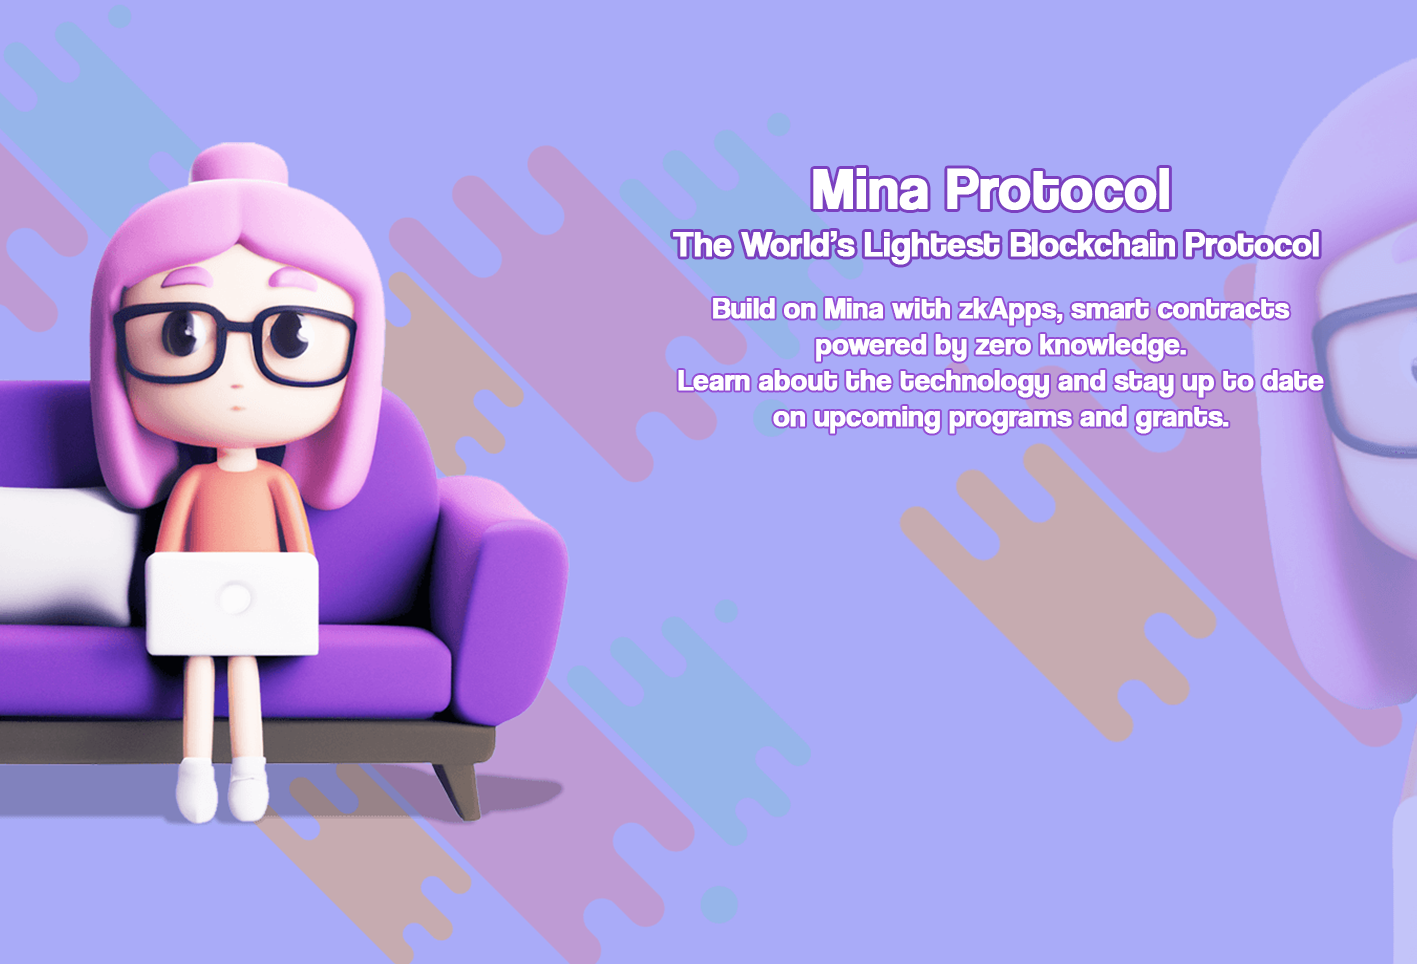 Mina Protocol
The World's Lightest Blockchain Protocol
Build on Mina with zkApps, smart contracts
powered by zero knowledge.
Learn about the technology and stay up to date
on upcoming programs and grants.